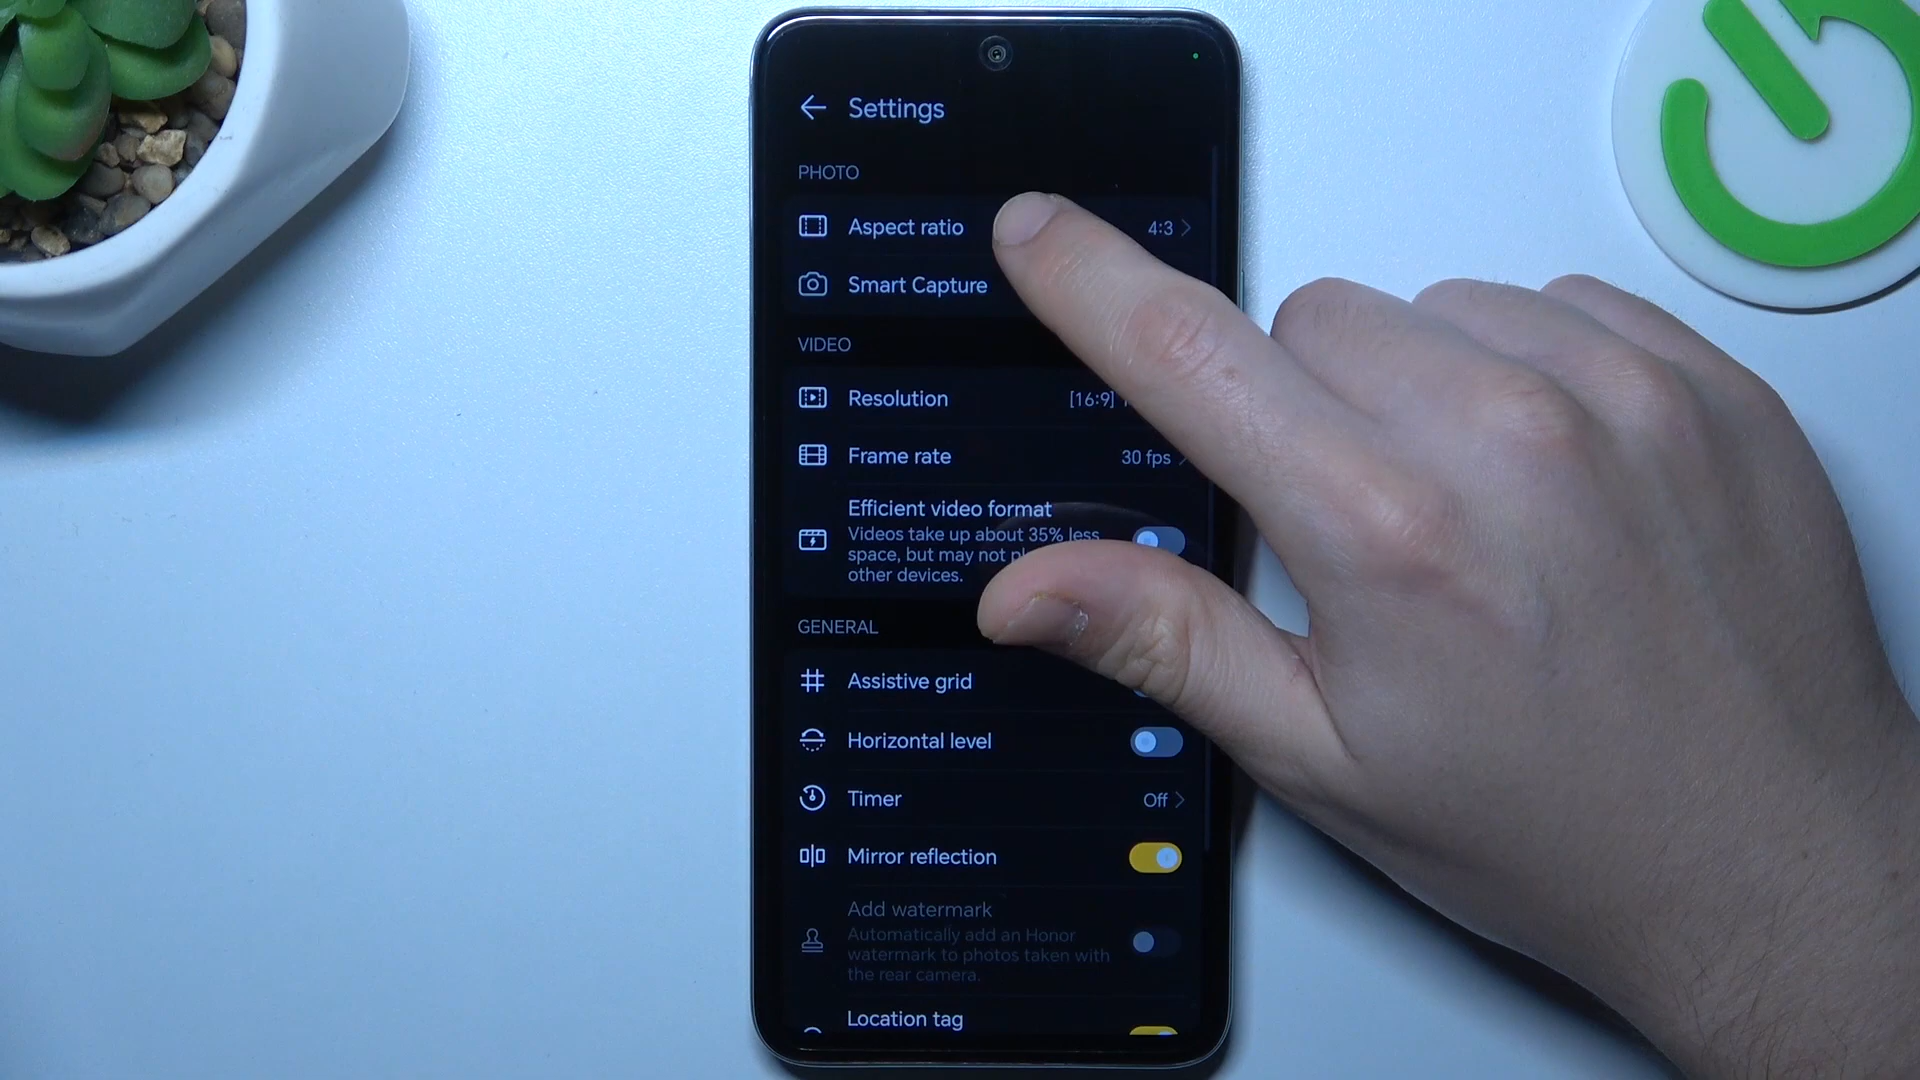 Settings
PHOTO
Aspect ratio 4:3
Smart Capture
VIDEO
Resolution [16:9]
Frame rate 30 fps
Efficient video format
Videos take up about 35% less
space, but may not
other devices.
GENERAL
Assistive grid
Horizontal level
Timer Off
Mirror reflection
Add watermark
Automatically add an Honor
watermark to photos taken with
the rear camera.
Location tag